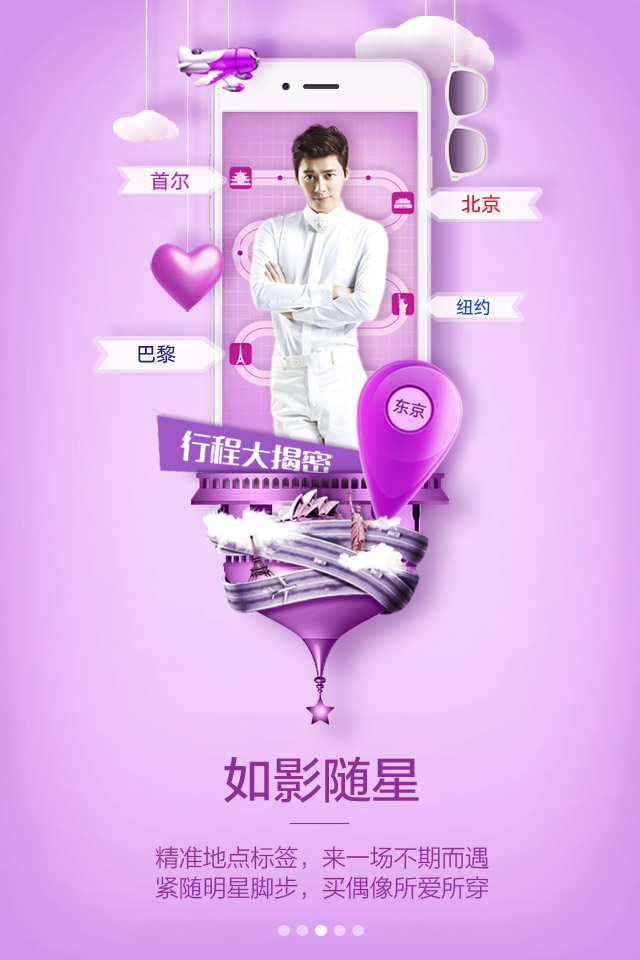 首尔
北京
纽约
巴黎
东京
行程大揭密
如影随星
精准地点标签，来一场不期而遇
紧随明星脚步，买偶像所爱所穿